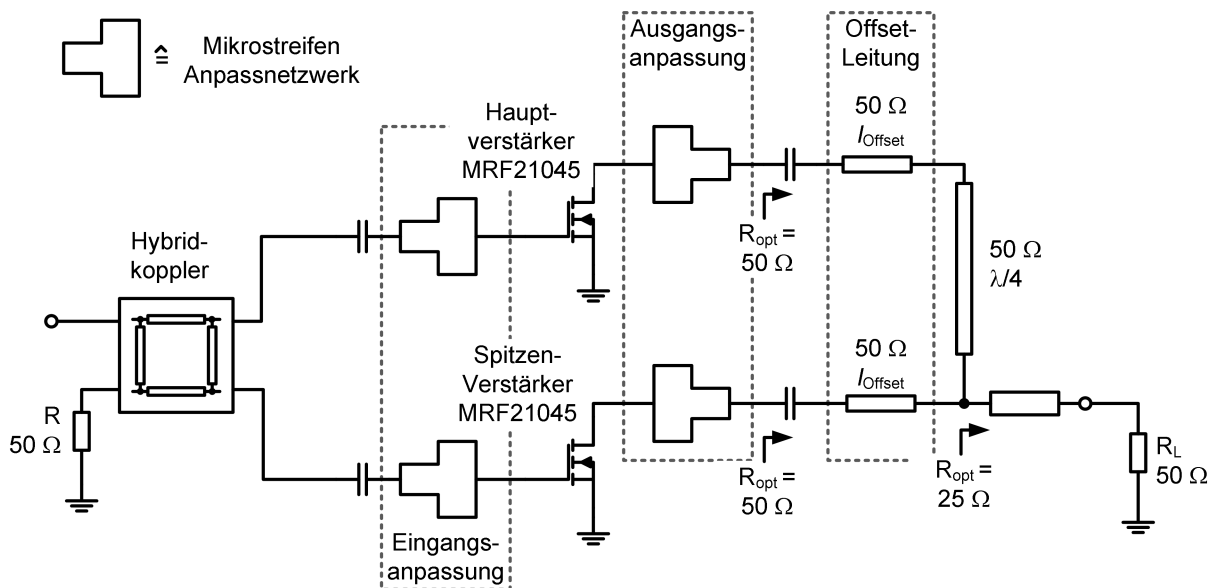 ≙
Mikrostreifen
Anpassnetzwerk
Ausgangs-
anpassung
Offset-
Leitung
50 Ω
lOffset
Haupt-
verstärker
MRF21045
Ropt =
50 Ω
50 Ω
λ/4
Hybrid-
koppler
R
50 Ω
Spitzen-
Verstärker
MRF21045
50 Ω
lOffset
Ropt =
50 Ω
Ropt =
25 Ω
RL
50 Ω
Eingangs-
anpassung